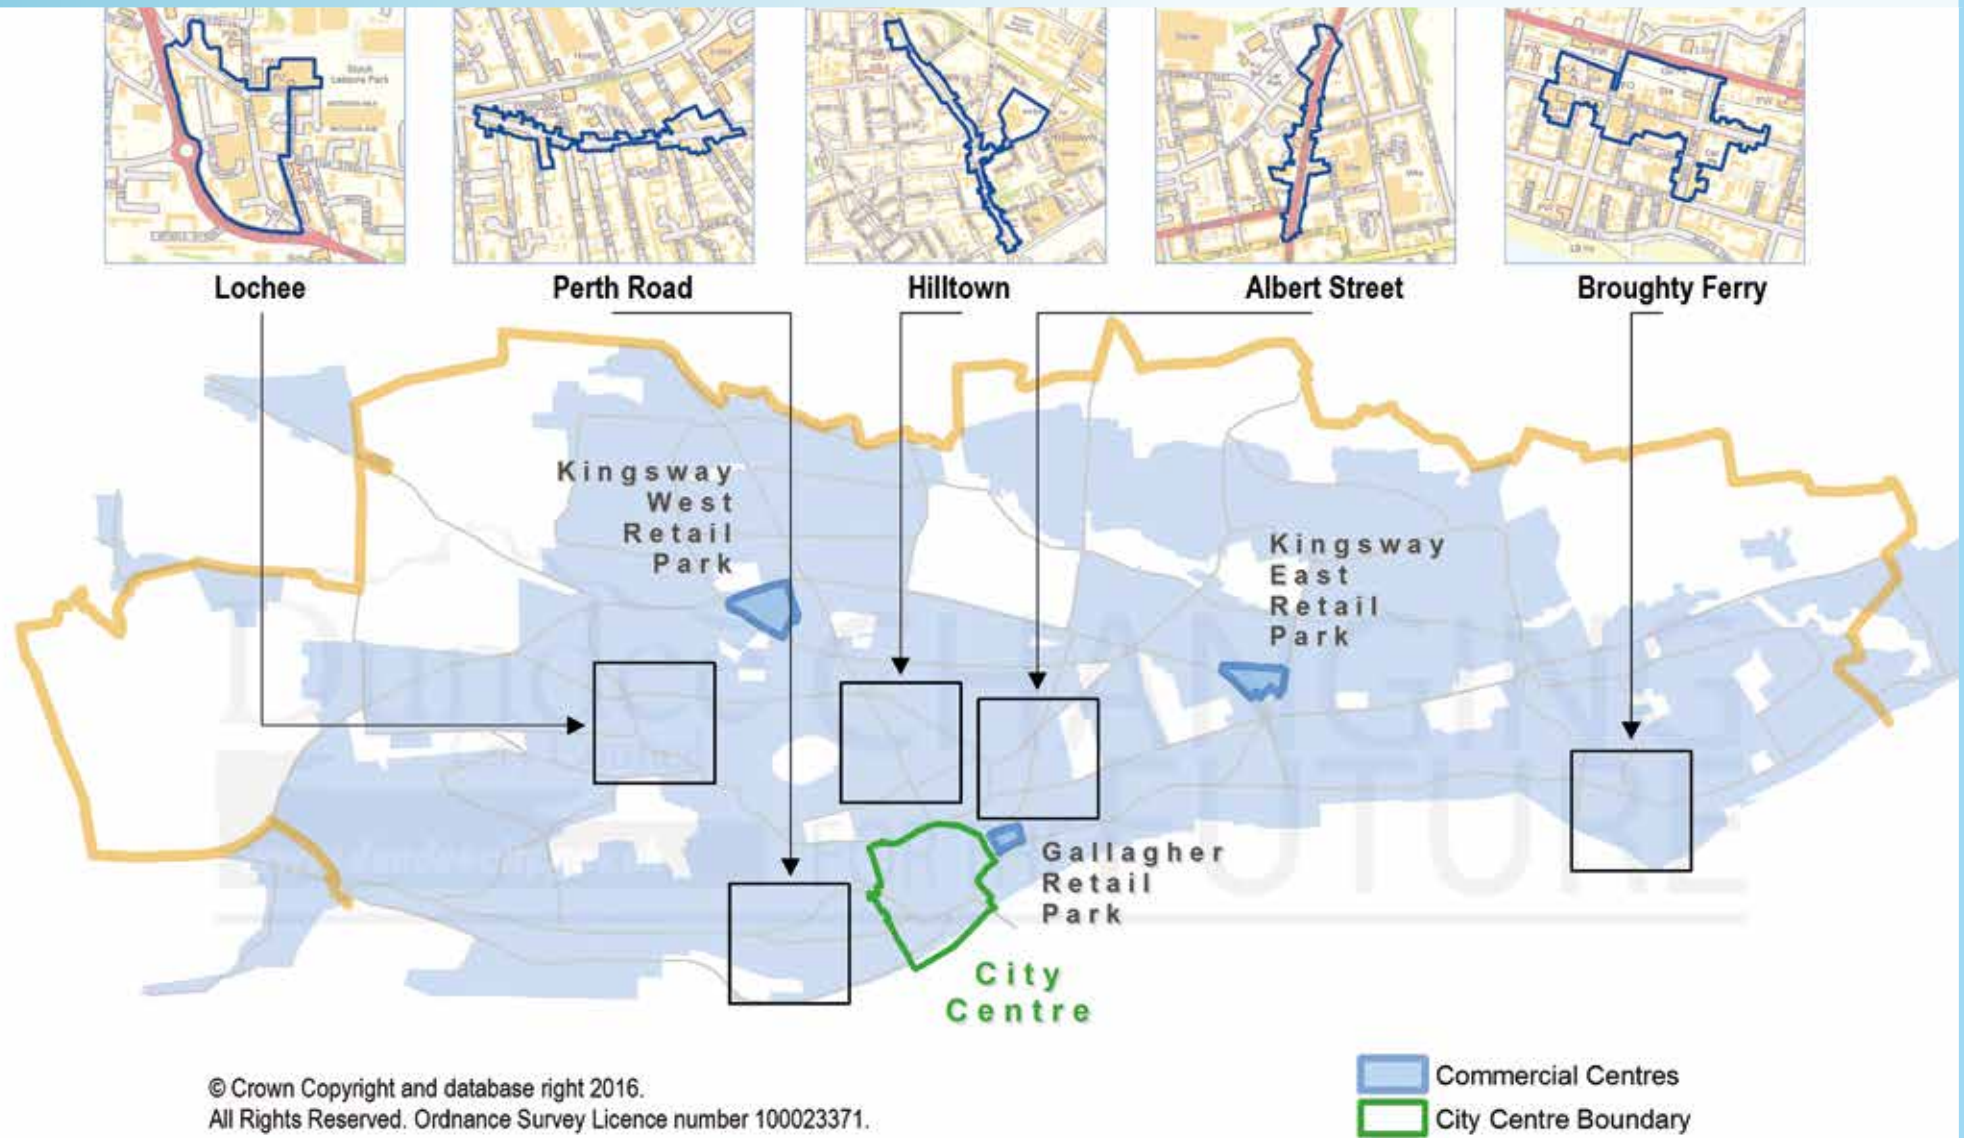 Lochee
Perth Road
Hilltown
Albert Street
Broughty Ferry
Kingsway
West
Retail
Park
Kingsway
East
Retail
Park
Gallagher
Retail
Park
City
Centre
CHANGING
FUTURE
© Crown Copyright and database right 2016.
All Rights Reserved. Ordnance Survey Licence number 100023371.
Commercial Centres
City Centre Boundary